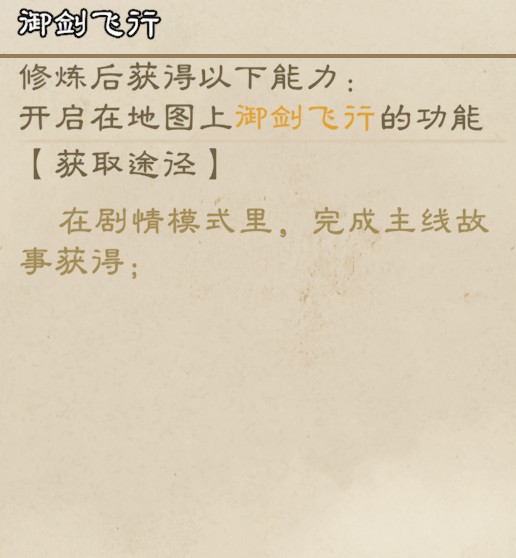 御剑飞行
修炼后获得以下能力：
开启在地图上御剑飞行的功能
【获取途径】
在剧情模式里，完成主线故
事获得；